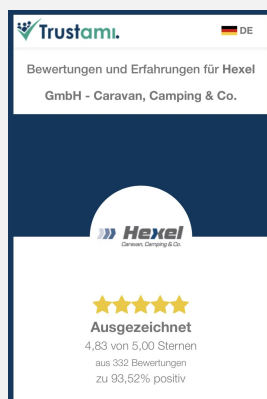 Trustami.
DE
Bewertungen und Erfahrungen für Hexel
GmbH - Caravan, Camping & Co.
Hexel
Caravan, Camping & Co.
Ausgezeichnet
4,83 von 5,00 Sternen
aus 332 Bewertungen
zu 93,52% positiv